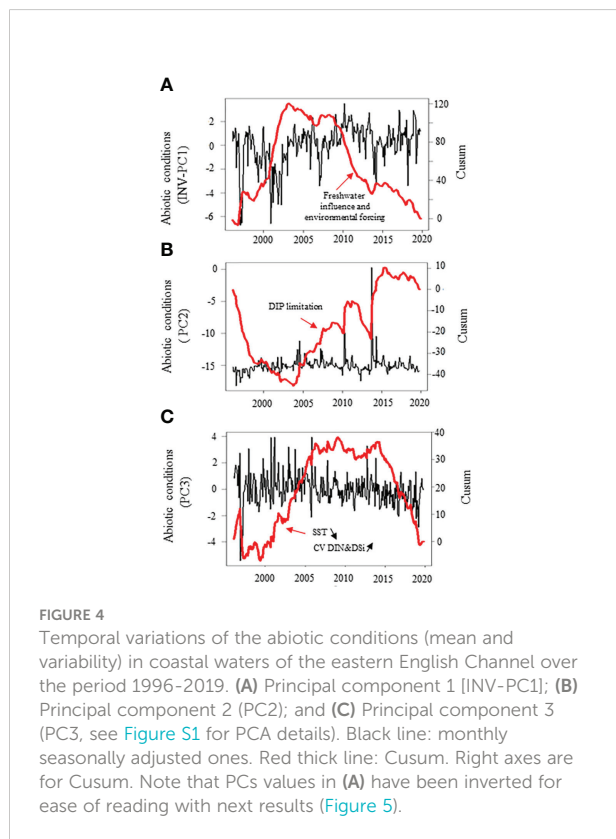 A
Abiotic conditions
(INV-PC1)
2
0
-2
-4
-6
120
80
60
40
0
Cusum
Freshwater
influence and
environmental forcing
2000 2005 2010 2015 2020
B
Abiotic conditions
( PC2)
0
-5
-10
-15
10
0
-20
-30
-40
Cusum
DIP limitation
2000 2005 2010 2015 2020
C
Abiotic conditions
(PC3)
4
2
0
-2
-4
40
30
20
10
0
Cusum
SST
CV DIN&DSi
2000 2005 2010 2015 2020
FIGURE 4
Temporal variations of the abiotic conditions (mean and
variability) in coastal waters of the eastern English Channel over
the period 1996-2019. (A) Principal component 1 [INV-PC1]; (B)
Principal component 2 (PC2); and (C) Principal component 3
(PC3, see Figure S1 for PCA details). Black line: monthly
seasonally adjusted ones. Red thick line: Cusum. Right axes are
for Cusum. Note that PCs values in (A) have been inverted for
ease of reading with next results (Figure 5).